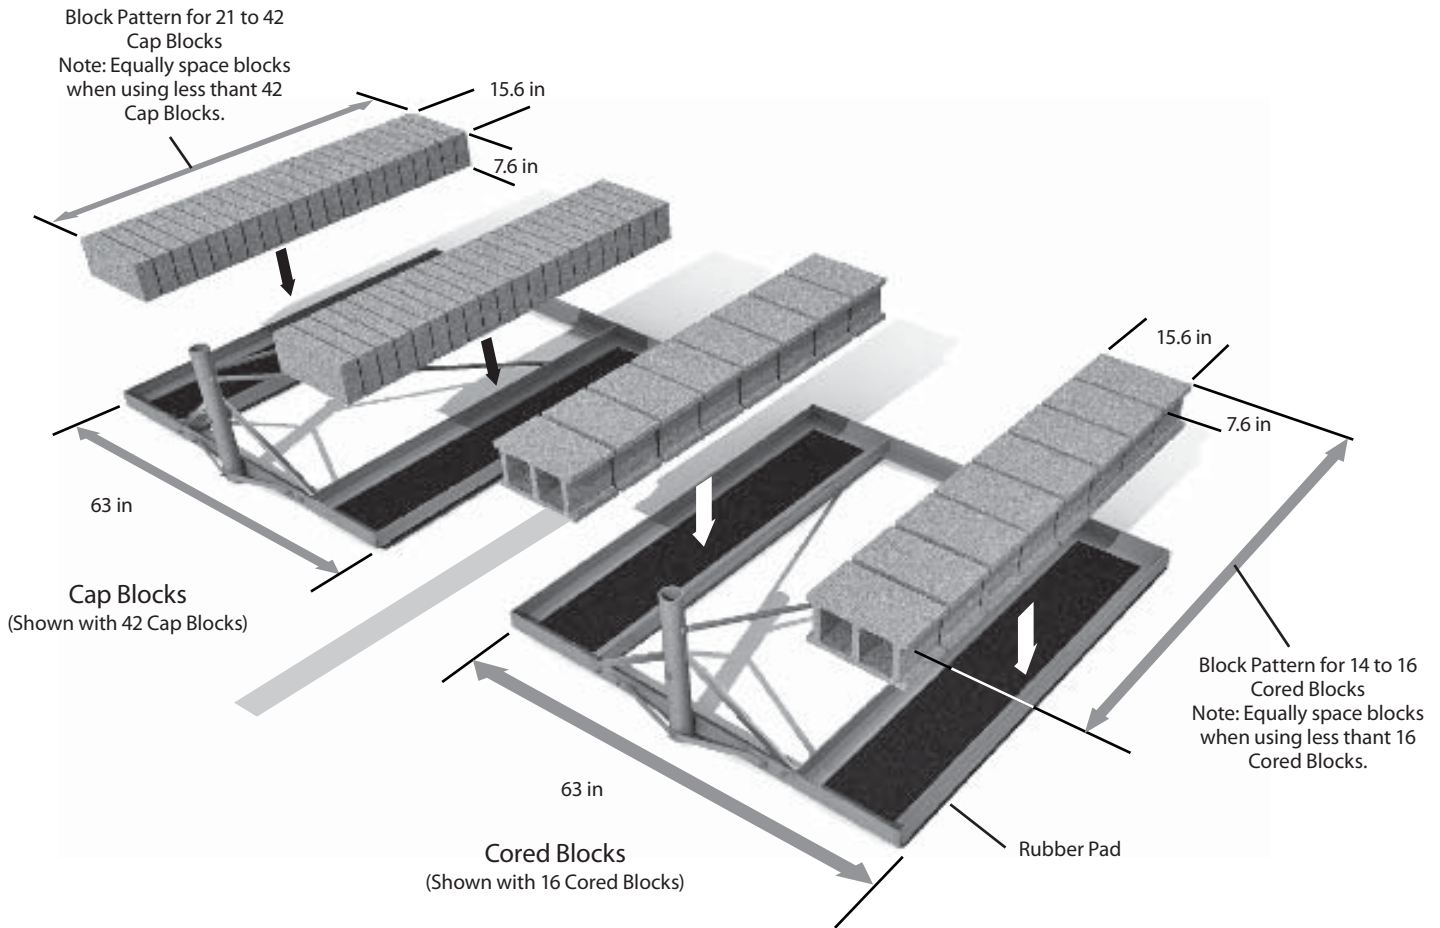 Block Pattern for 21 to 42
Cap Blocks
Note: Equally space blocks
when using less thant 42
Cap Blocks.
15.6 in
7.6 in
63 in
Cap Blocks
(Shown with 42 Cap Blocks)
15.6 in
7.6 in
Block Pattern for 14 to 16
Cored Blocks
Note: Equally space blocks
when using less thant 16
Cored Blocks.
63 in
Cored Blocks
(Shown with 16 Cored Blocks)
Rubber Pad